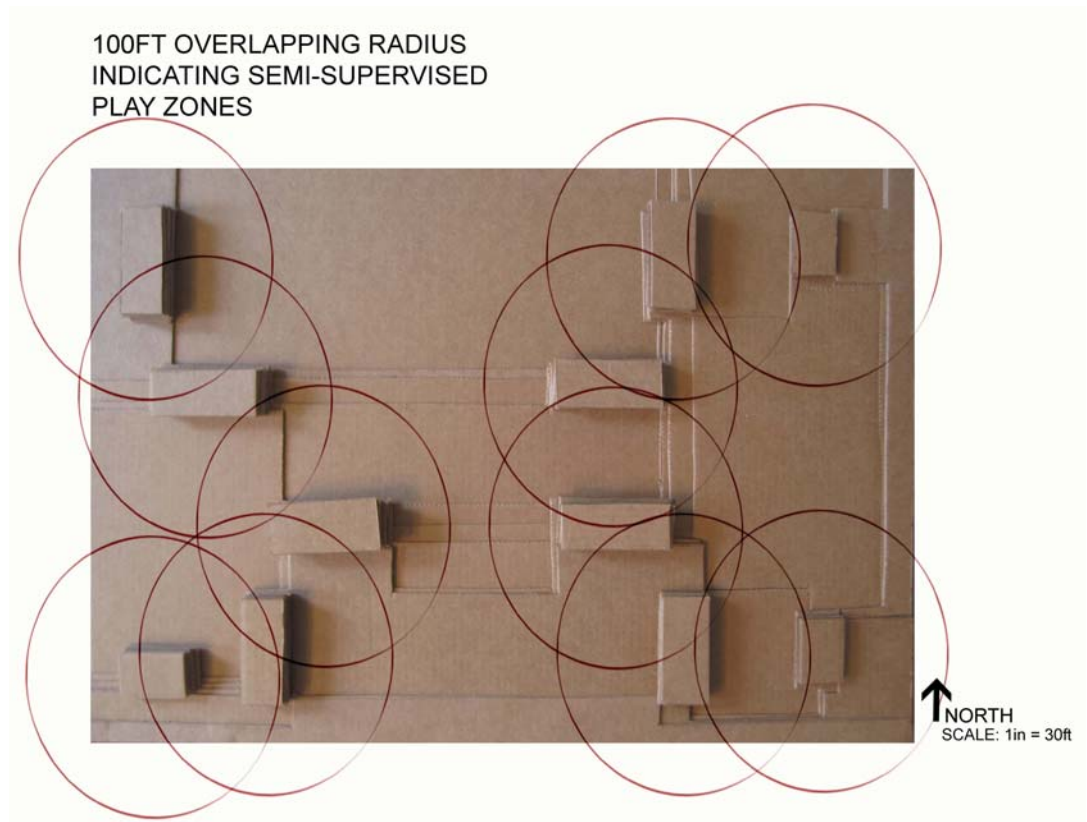 100FT OVERLAPPING RADIUS
INDICATING SEMI-SUPERVISED
PLAY ZONES
NORTH
SCALE: 1in = 30ft